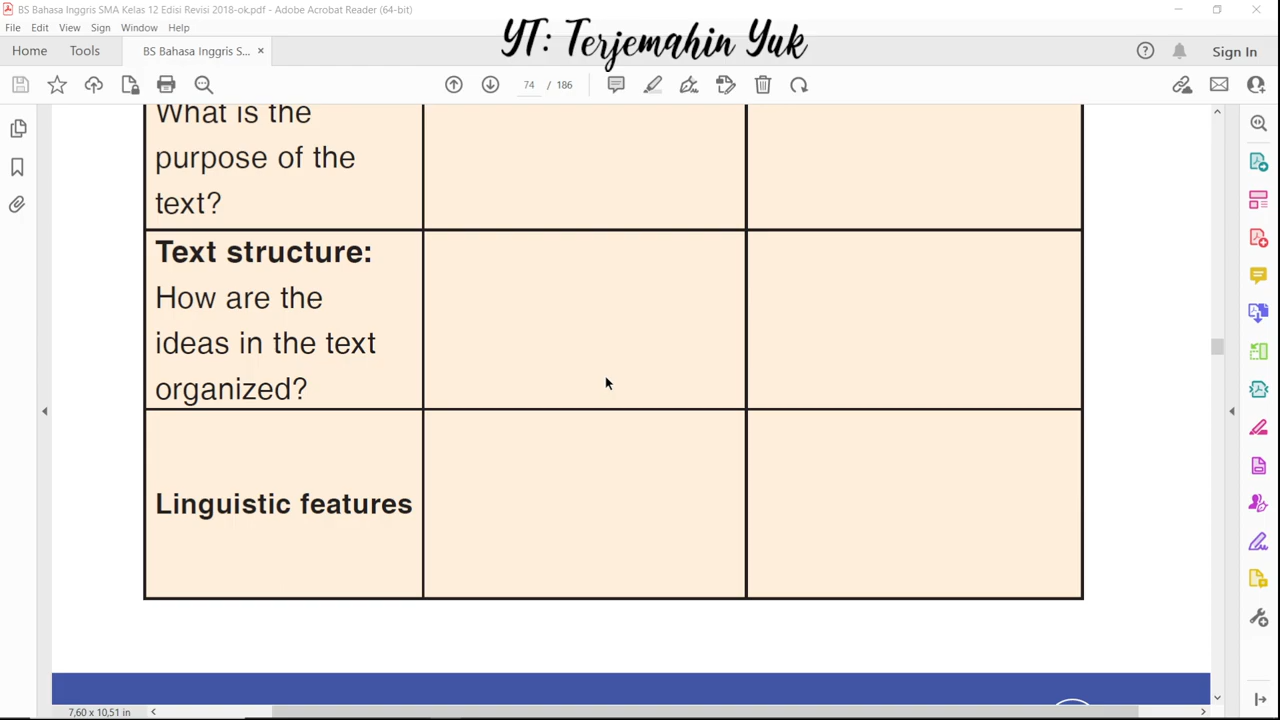 BS Bahasa Inggris SMA Kelas 12 Edisi Revisi 2018-ok.pdf - Adobe Acrobat Reader (64-bit)
File Edit View Sign Window Help
YT: Terjemahin Yuk
Home Tools BS Bahasa Inggris S... × Sign In
74 / 186
What is the
purpose of the
text?
Text structure:
How are the
ideas in the text
organized?
Linguistic features
7,60 x 10,51 in